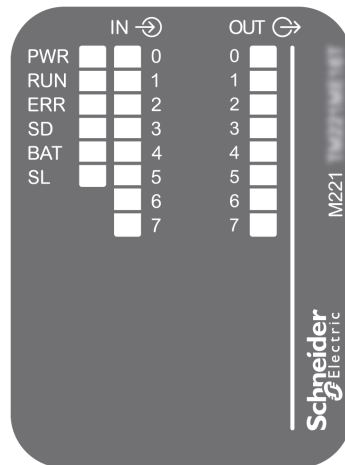 IN OUT
PWR 0 0
RUN 1 1
ERR 2 2
SD 3 3
BAT 4 4
SL 5 5
6 6
7 7
M221
Schneider
Electric